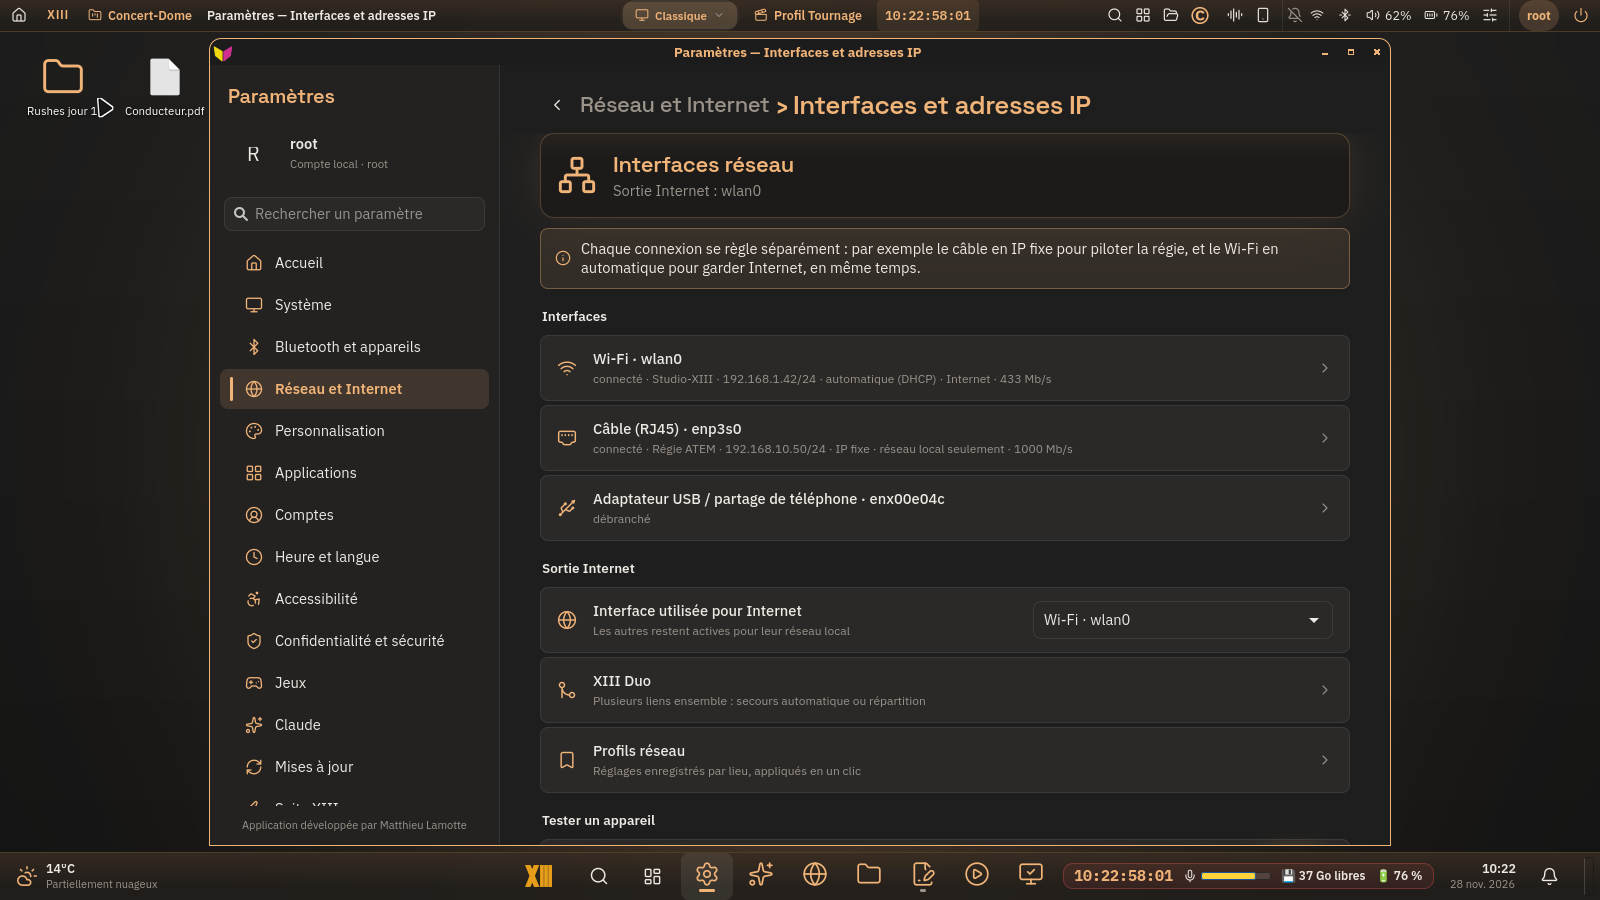 XIII Concert-Dome Paramètres — Interfaces et adresses IP Classique Profil Tournage 10:22:58:01 62% 76% root
Rushes jour 1
Conducteur.pdf
Paramètres — Interfaces et adresses IP
Paramètres
R
root
Compte local · root
Rechercher un paramètre
Accueil
Système
Bluetooth et appareils
Réseau et Internet
Personnalisation
Applications
Comptes
Heure et langue
Accessibilité
Confidentialité et sécurité
Jeux
Claude
Mises à jour
Suite XIII
Application développée par Matthieu Lamotte
Réseau et Internet > Interfaces et adresses IP
Interfaces réseau
Sortie Internet : wlan0
Chaque connexion se règle séparément : par exemple le câble en IP fixe pour piloter la régie, et le Wi-Fi en
automatique pour garder Internet, en même temps.
Interfaces
Wi-Fi · wlan0
connecté · Studio-XIII · 192.168.1.42/24 · automatique (DHCP) · Internet · 433 Mb/s
Câble (RJ45) · enp3s0
connecté · Régie ATEM · 192.168.10.50/24 · IP fixe · réseau local seulement · 1000 Mb/s
Adaptateur USB / partage de téléphone · enx00e04c
débranché
Sortie Internet
Interface utilisée pour Internet
Les autres restent actives pour leur réseau local
Wi-Fi · wlan0
XIII Duo
Plusieurs liens ensemble : secours automatique ou répartition
Profils réseau
Réglages enregistrés par lieu, appliqués en un clic
Tester un appareil
14°C
Partiellement nuageux
XIII
10:22:58:01 37 Go libres 76 %
10:22
28 nov. 2026